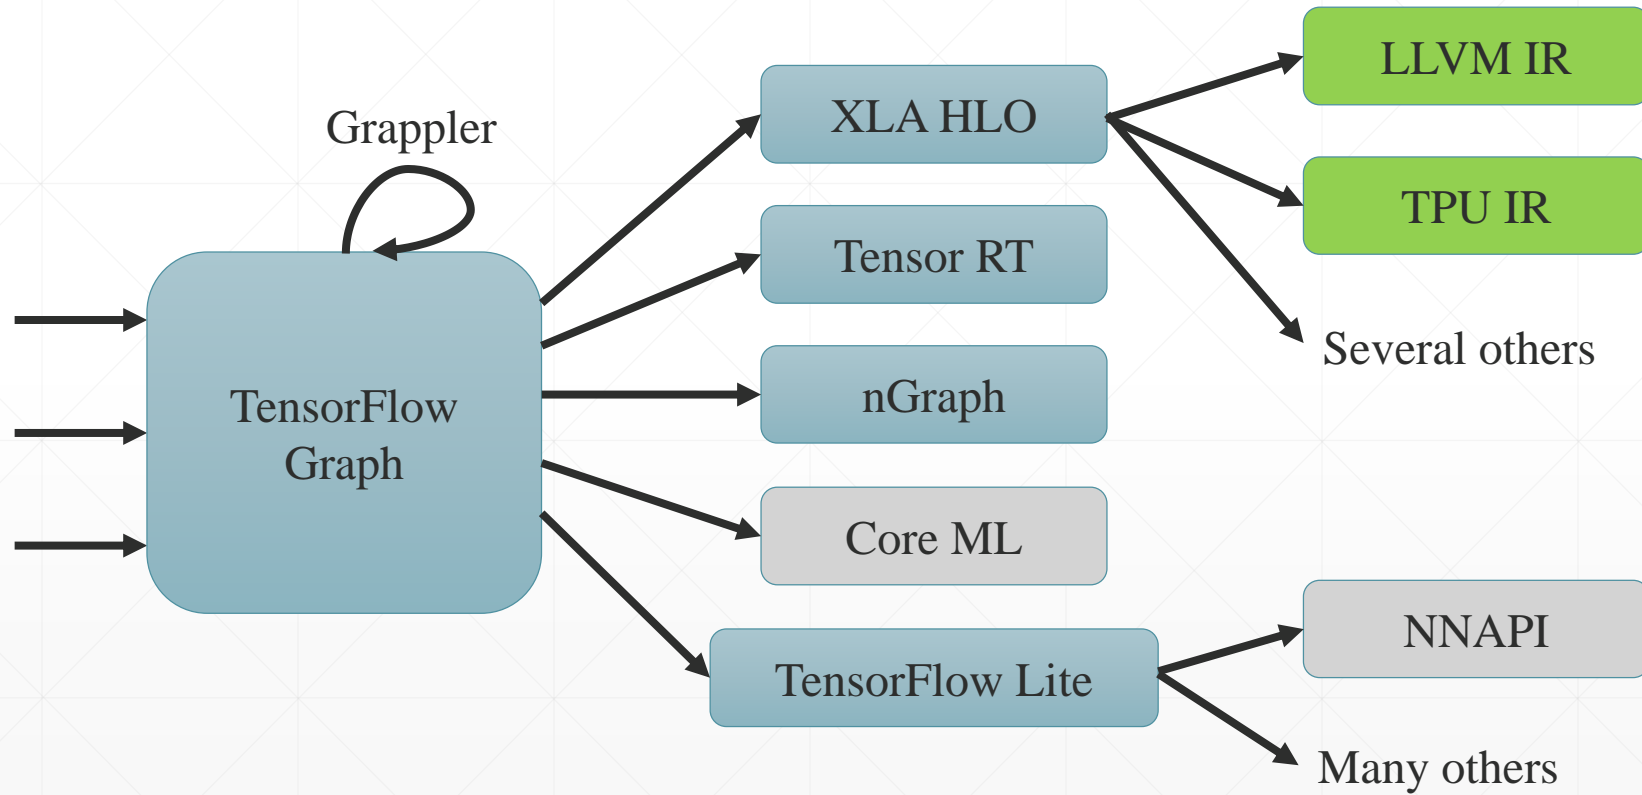 Grappler
TensorFlow
Graph
XLA HLO
Tensor RT
nGraph
Core ML
TensorFlow Lite
LLVM IR
TPU IR
Several others
NNAPI
Many others